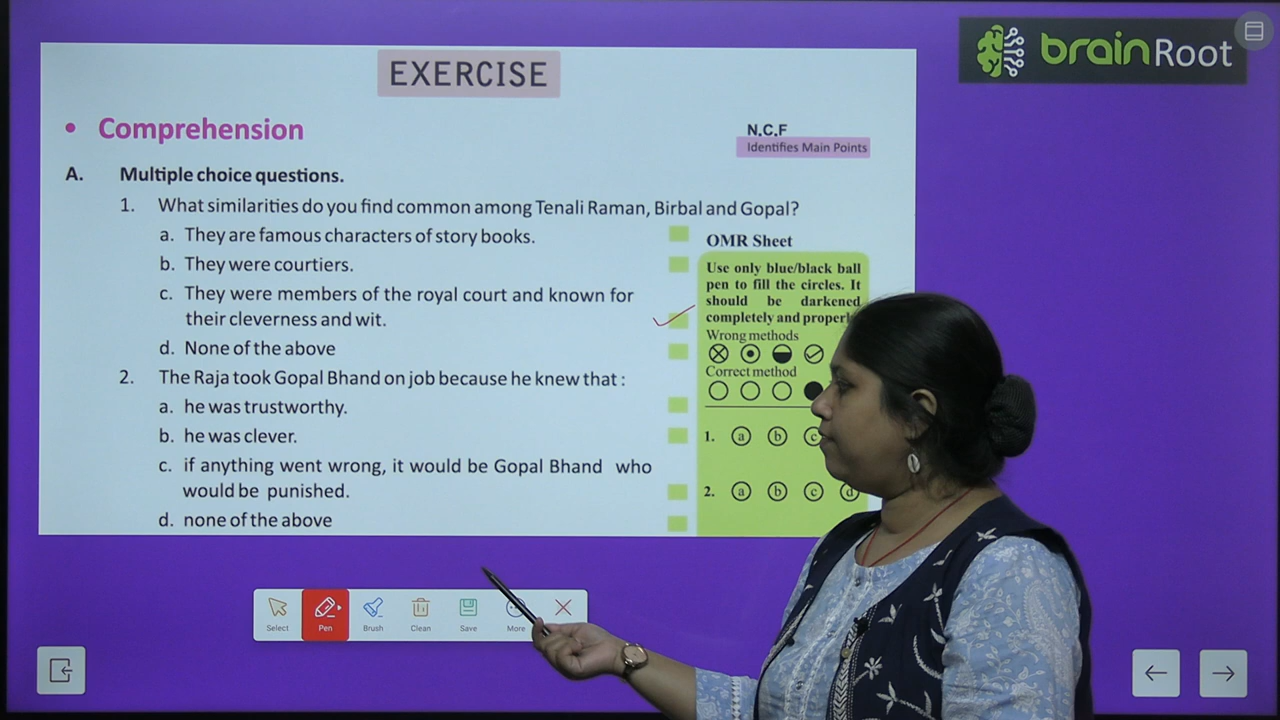 brainRoot
EXERCISE
• Comprehension
N.C.F
Identifies Main Points
A. Multiple choice questions.
1. What similarities do you find common among Tenali Raman, Birbal and Gopal?
a. They are famous characters of story books.
b. They were courtiers.
c. They were members of the royal court and known for
their cleverness and wit.
d. None of the above
2. The Raja took Gopal Bhand on job because he knew that :
a. he was trustworthy.
b. he was clever.
c. if anything went wrong, it would be Gopal Bhand who
would be punished.
d. none of the above
OMR Sheet
Use only blue/black ball
pen to fill the circles. It
should be darkened
completely and
Wrong methods
Correct method
1. a b c
2. a b c d
Select Pen Brush Clean Save More